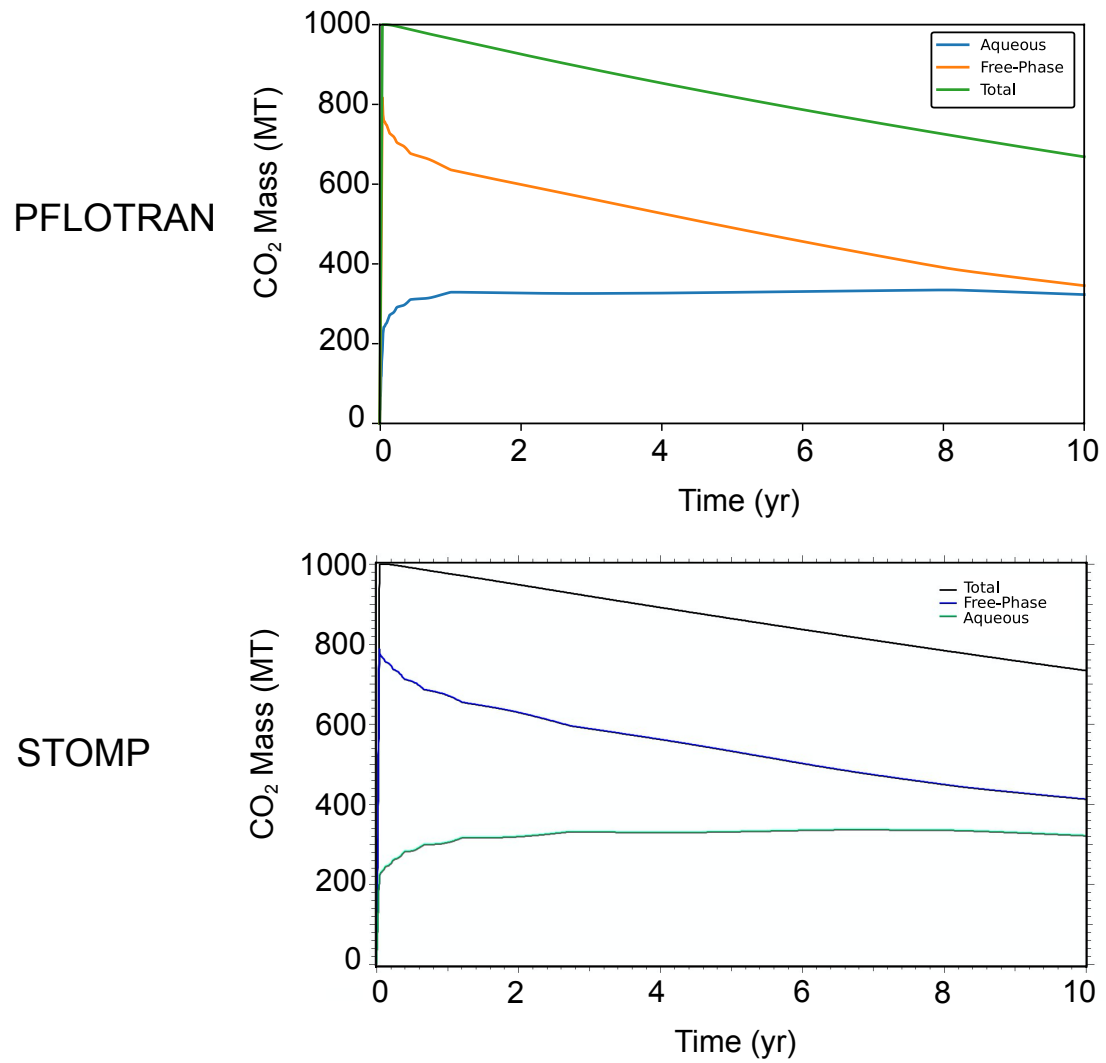 PFLOTRAN
CO₂ Mass (MT)
1000
800
600
400
200
0
Aqueous
Free-Phase
Total
0 2 4 6 8 10
Time (yr)
STOMP
CO₂ Mass (MT)
1000
800
600
400
200
0
Total
Free-Phase
Aqueous
0 2 4 6 8 10
Time (yr)